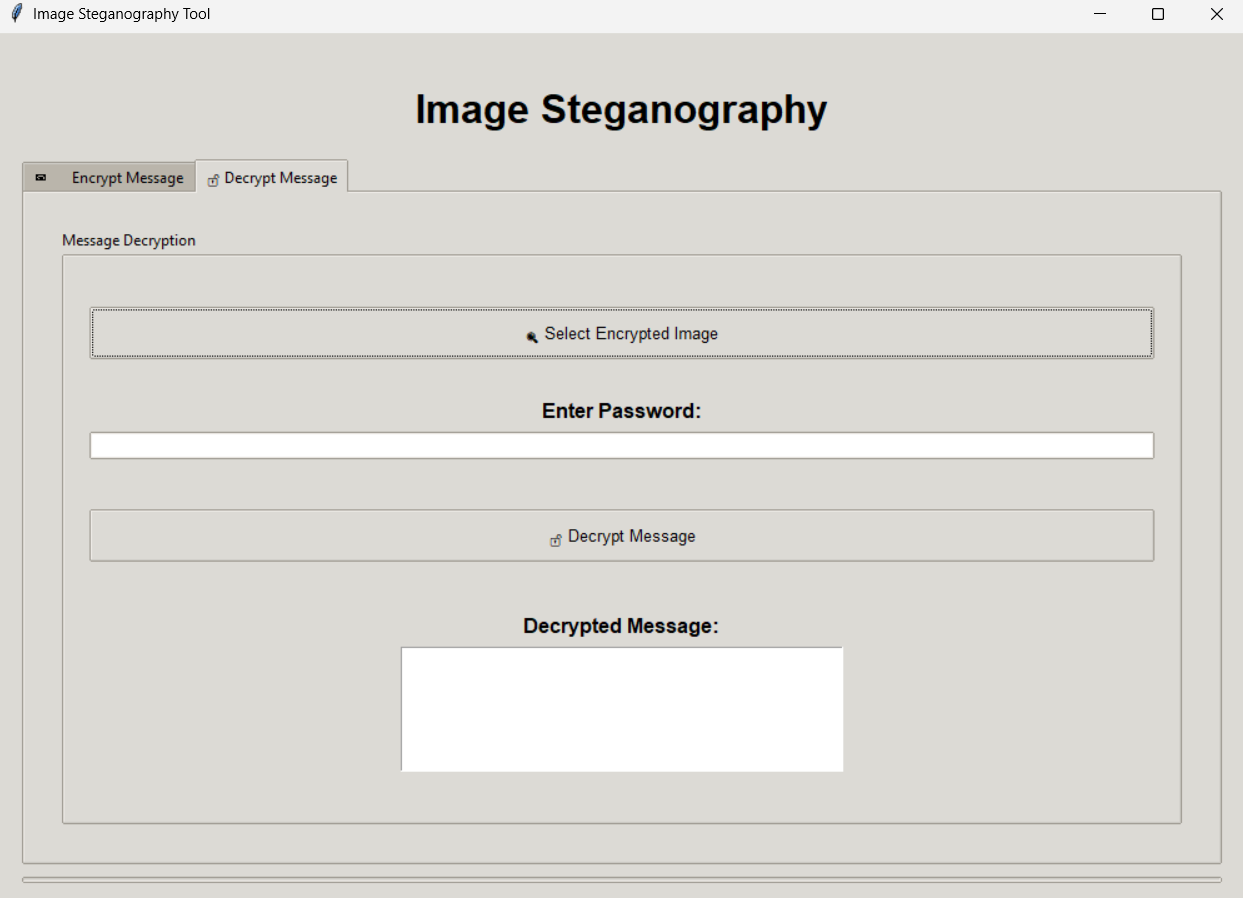 Image Steganography Tool
Image Steganography
Encrypt Message
Decrypt Message
Message Decryption
Select Encrypted Image
Enter Password:
Decrypt Message
Decrypted Message: